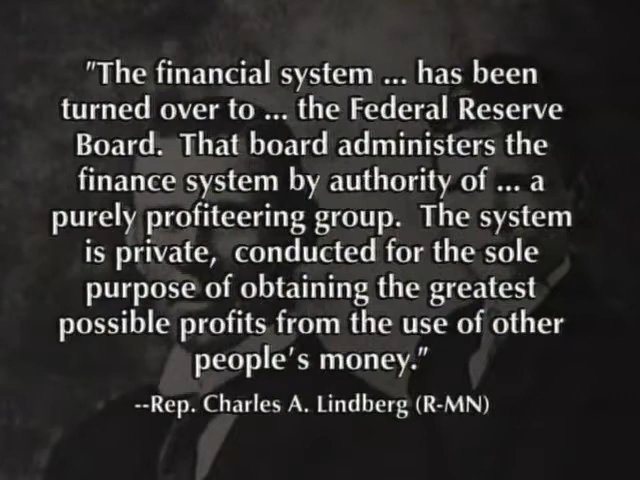 "The financial system ... has been
turned over to ... the Federal Reserve
Board.  That board administers the
finance system by authority of ... a
purely profiteering group.  The system
is private,  conducted for the sole
purpose of obtaining the greatest
possible profits from the use of other
people's money."
--Rep. Charles A. Lindberg (R-MN)